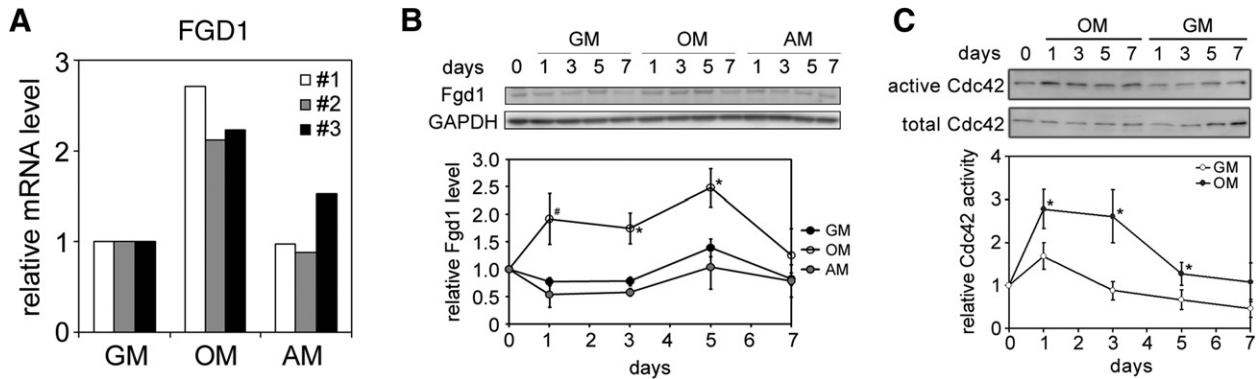 A
FGD1
relative mRNA level
3
2
1
0
#1
#2
#3
GM OM AM
B
GM OM AM
days 0 1 3 5 7 1 3 5 7 1 3 5 7
Fgd1
GAPDH
relative Fgd1 level
3.0
2.5
2.0
1.5
1.0
0.5
0
#
*
*
GM
OM
AM
0 1 2 3 4 5 6 7
days
C
OM GM
days 0 1 3 5 7 1 3 5 7
active Cdc42
total Cdc42
relative Cdc42 activity
4
3
2
1
0
*
*
*
GM
OM
0 1 2 3 4 5 6 7
days